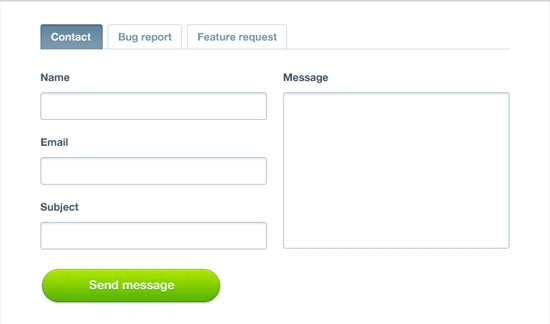 Contact Bug report Feature request
Name
Email
Subject
Message
Send message